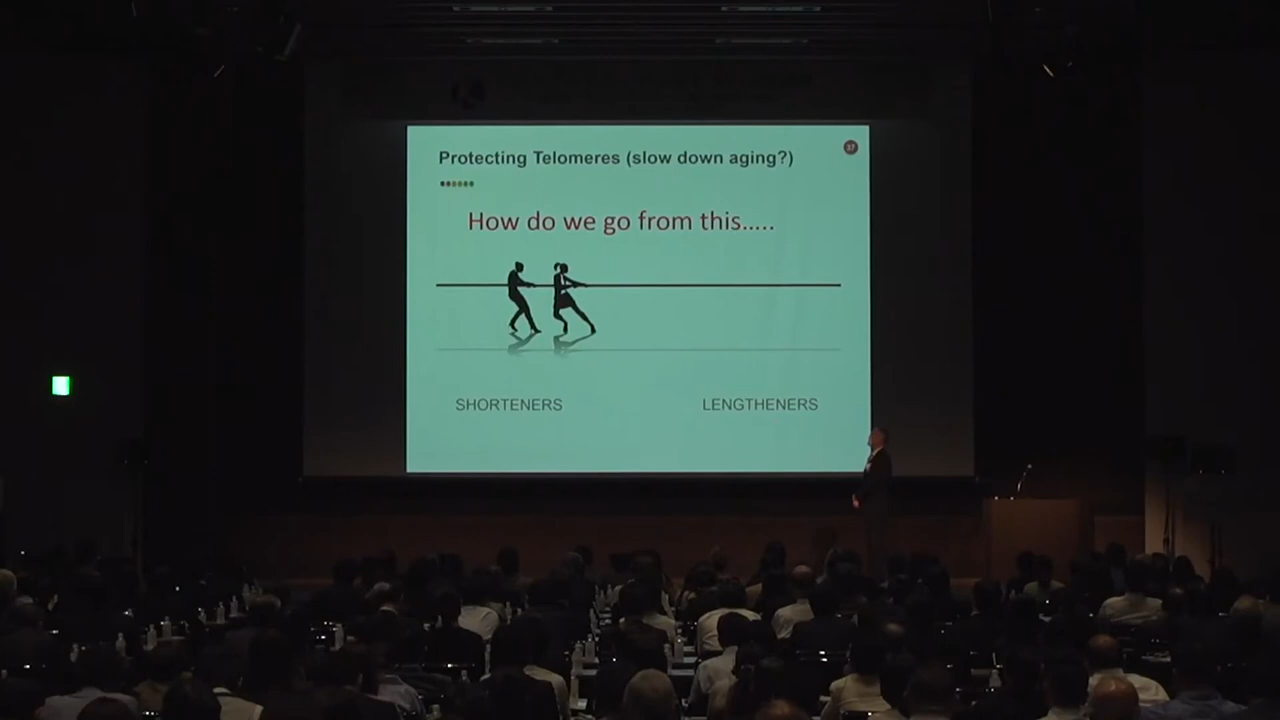 Protecting Telomeres (slow down aging?)
37
How do we go from this.....
SHORTENERS
LENGTHENERS